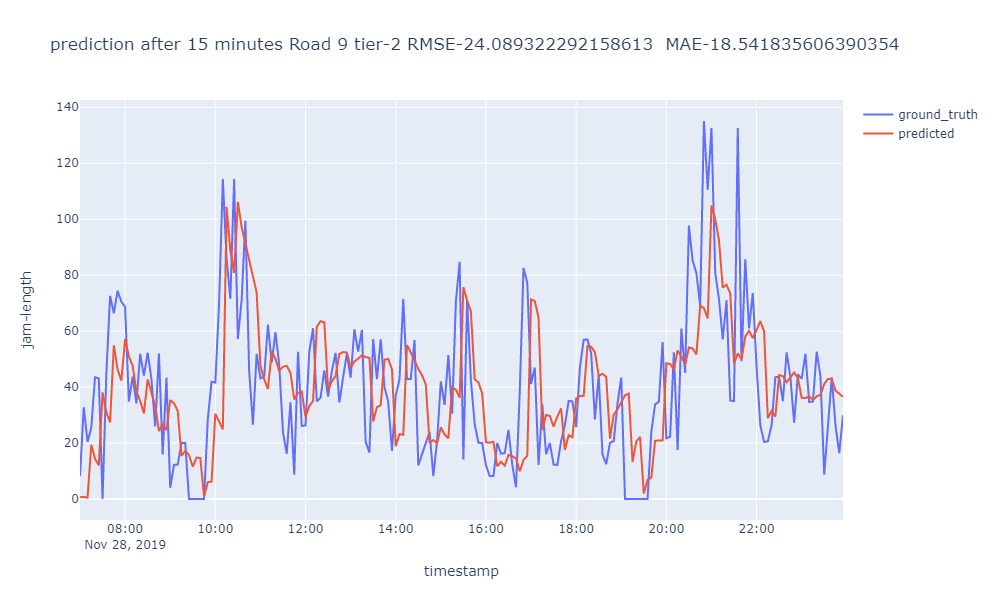 prediction after 15 minutes Road 9 tier-2 RMSE-24.089322292158613  MAE-18.541835606390354
ground_truth
predicted
jam-length
140
120
100
80
60
40
20
0
08:00 10:00 12:00 14:00 16:00 18:00 20:00 22:00
Nov 28, 2019
timestamp